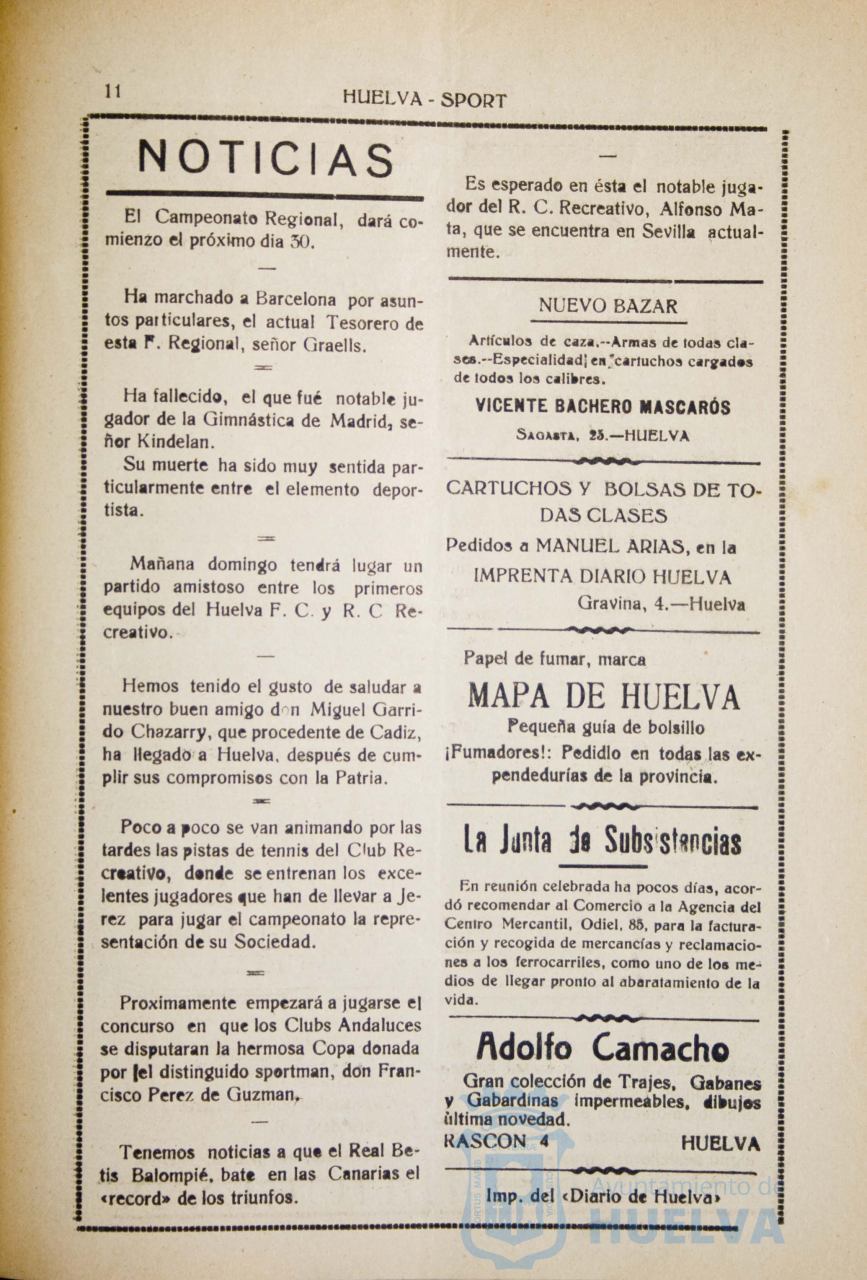 11
HUELVA - SPORT
NOTICIAS
El Campeonato Regional, dará co-
mienzo el próximo dia 30.
Ha marchado a Barcelona por asun-
tos particulares, el actual Tesorero de
esta F. Regional, señor Graells.
Ha fallecido, el que fué notable ju-
gador de la Gimnástica de Madrid, se-
ñor Kindelan.
Su muerte ha sido muy sentida par-
ticularmente entre el elemento depor-
tista.
Mañana domingo tendrá lugar un
partido amistoso entre los primeros
equipos del Huelva F. C. y R. C Re-
creativo.
Hemos tenido el gusto de saludar a
nuestro buen amigo don Miguel Garri-
do Chazarry, que procedente de Cadiz,
ha llegado a Huelva, después de cum-
plir sus compromisos con la Patria.
Poco a poco se van animando por las
tardes las pistas de tennis del Club Re-
creativo, donde se entrenan los exce-
lentes jugadores que han de llevar a Je-
rez para jugar el campeonato la repre-
sentación de su Sociedad.
Proximamente empezará a jugarse el
concurso en que los Clubs Andaluces
se disputaran la hermosa Copa donada
por el distinguido sportman, don Fran-
cisco Perez de Guzman.
Tenemos noticias a que el Real Be-
tis Balompié, bate en las Canarias el
«record» de los triunfos.
Es esperado en ésta el notable juga-
dor del R. C. Recreativo, Alfonso Ma-
ta, que se encuentra en Sevilla actual-
mente.
NUEVO BAZAR
Artículos de caza.--Armas de todas cla-
ses.--Especialidad en cartuchos cargados
de todos los calibres.
VICENTE BACHERO MASCARÓS
SAGASTA, 25.—HUELVA
CARTUCHOS Y BOLSAS DE TO-
DAS CLASES
Pedidos a MANUEL ARIAS, en la
IMPRENTA DIARIO HUELVA
Gravina, 4.—Huelva
Papel de fumar, marca
MAPA DE HUELVA
Pequeña guía de bolsillo
¡Fumadores!: Pedidlo en todas las ex-
pendedurías de la provincia.
La Junta de Subsistencias
En reunión celebrada ha pocos días, acor-
dó recomendar al Comercio a la Agencia del
Centro Mercantil, Odiel, 85, para la factura-
ción y recogida de mercancías y reclamacio-
nes a los ferrocarriles, como uno de los me-
dios de llegar pronto al abaratamiento de la
vida.
Adolfo Camacho
Gran colección de Trajes, Gabanes
y Gabardinas impermeables, dibujos
última novedad.
RASCON 4 HUELVA
Imp. del «Diario de Huelva»
Ayuntamiento de
HUELVA